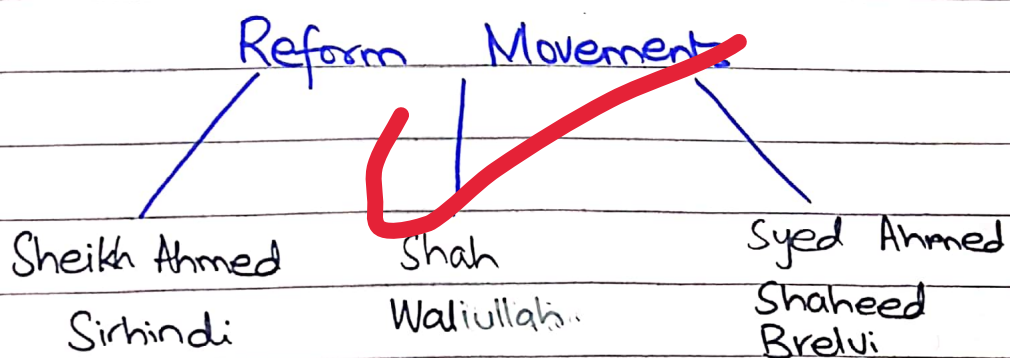 Reform Movements
Sheikh Ahmed
Sirhindi
Shah
Waliullah..
Syed Ahmed
Shaheed
Brelvi